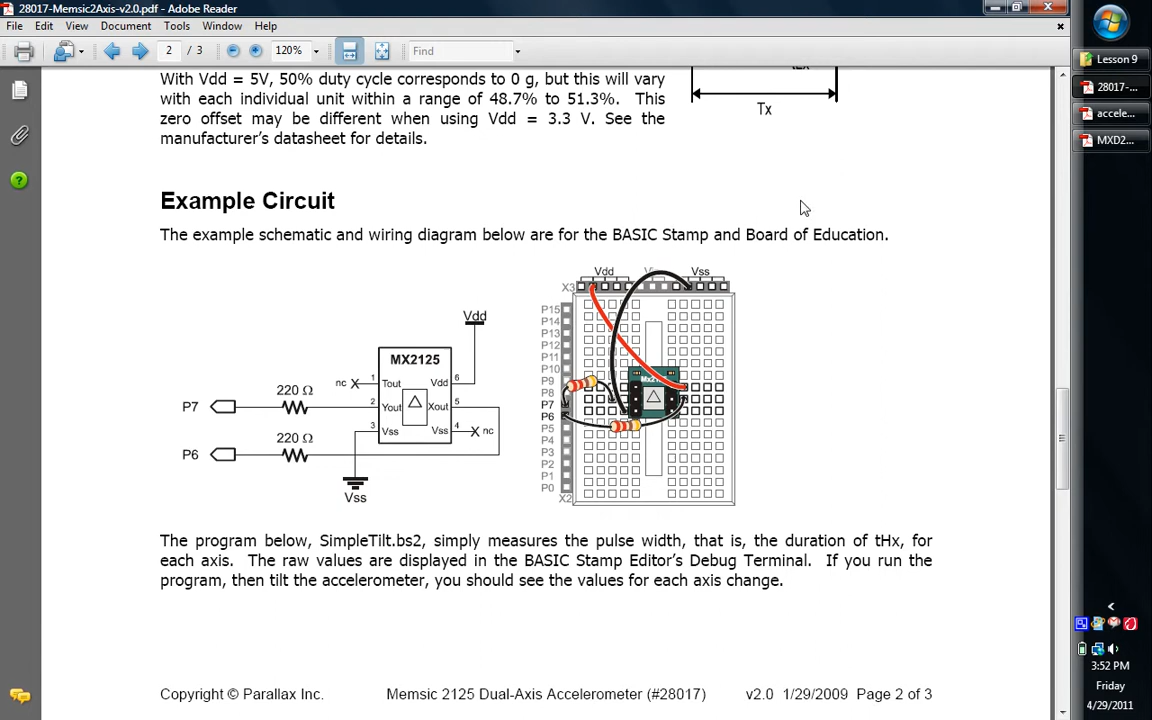 28017-Memsic2Axis-v2.0.pdf - Adobe Reader
File Edit View Document Tools Window Help
2 / 3 120% Find
With Vdd = 5V, 50% duty cycle corresponds to 0 g, but this will vary
with each individual unit within a range of 48.7% to 51.3%. This
zero offset may be different when using Vdd = 3.3 V. See the
manufacturer's datasheet for details.
Tx
Example Circuit
The example schematic and wiring diagram below are for the BASIC Stamp and Board of Education.
Vdd
MX2125
nc X 1 Tout Vdd 6
P7 220 Ω 2 Yout Xout 5
P6 220 Ω 3 Vss Vss 4 X nc
Vss
Vdd Vss
X3
P15
P14
P13
P12
P11
P10
P9
P8
P7
P6
P5
P4
P3
P2
P1
P0
X2
The program below, SimpleTilt.bs2, simply measures the pulse width, that is, the duration of tHx, for
each axis. The raw values are displayed in the BASIC Stamp Editor's Debug Terminal. If you run the
program, then tilt the accelerometer, you should see the values for each axis change.
Copyright © Parallax Inc. Memsic 2125 Dual-Axis Accelerometer (#28017) v2.0 1/29/2009 Page 2 of 3
Lesson 9
28017-...
accele...
MXD2...
3:52 PM
Friday
4/29/2011